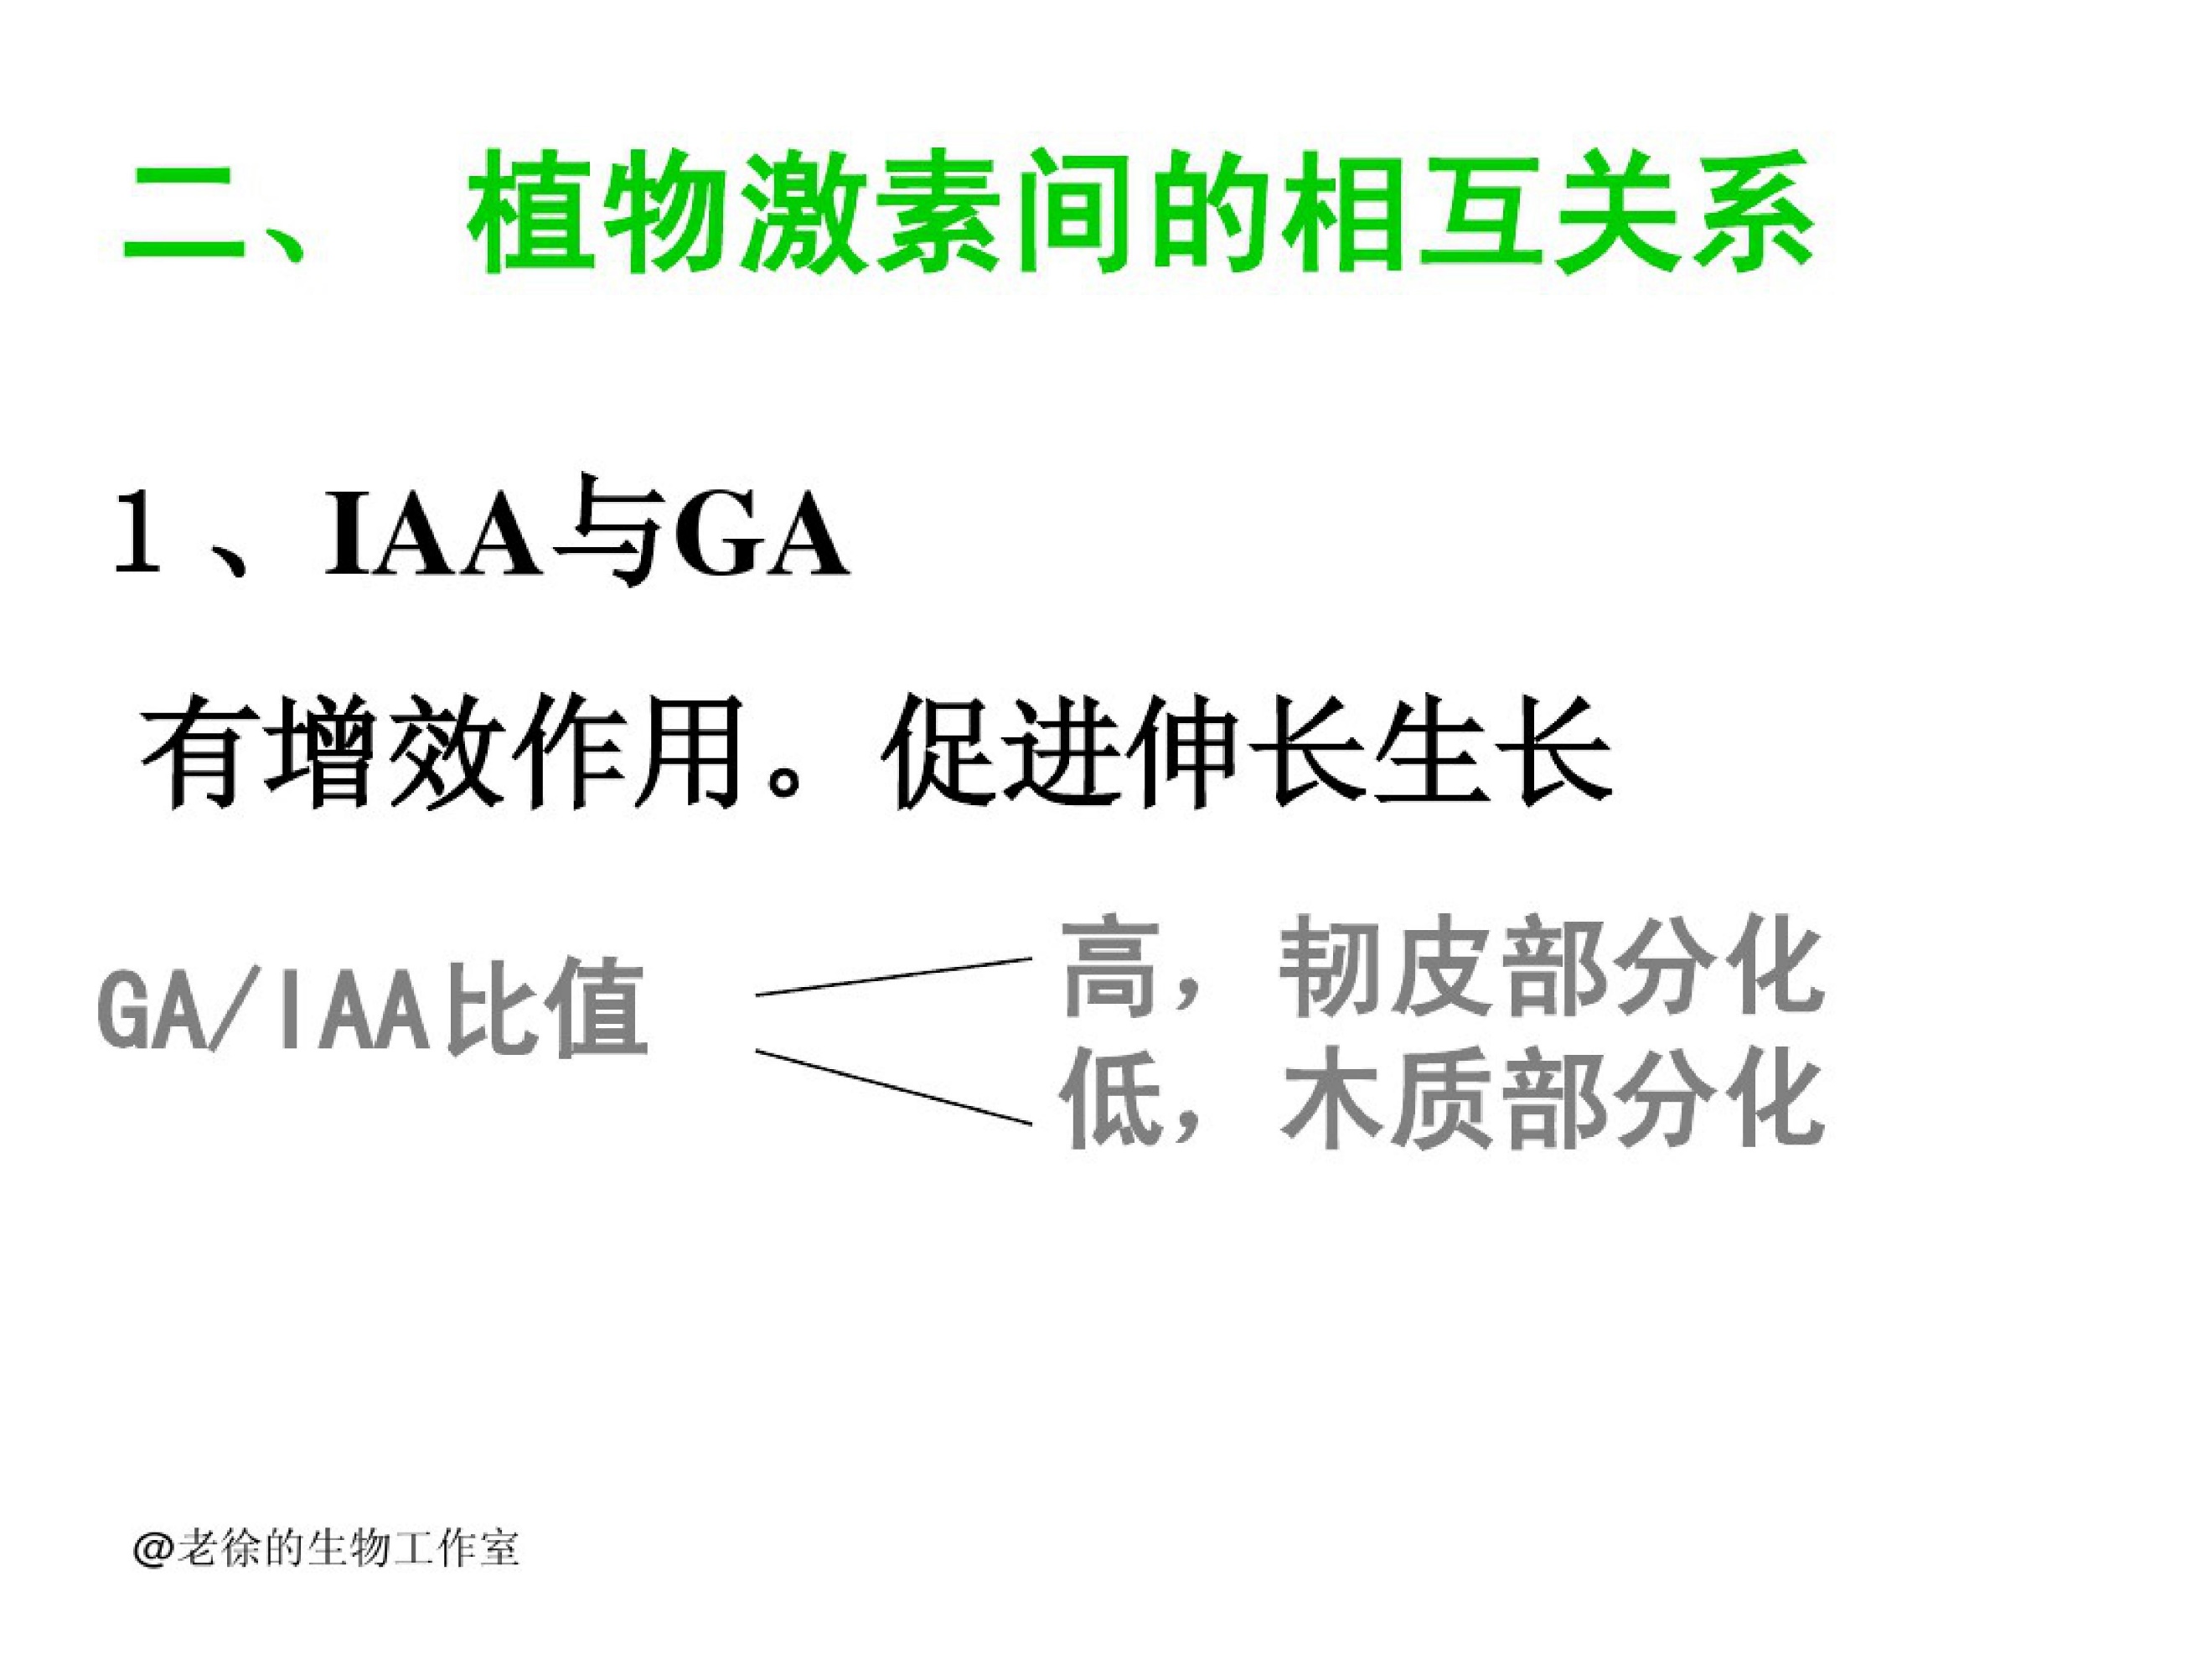 二、 植物激素间的相互关系
1、IAA与GA
有增效作用。促进伸长生长
GA/IAA比值
高，韧皮部分化
低，木质部分化
@老徐的生物工作室